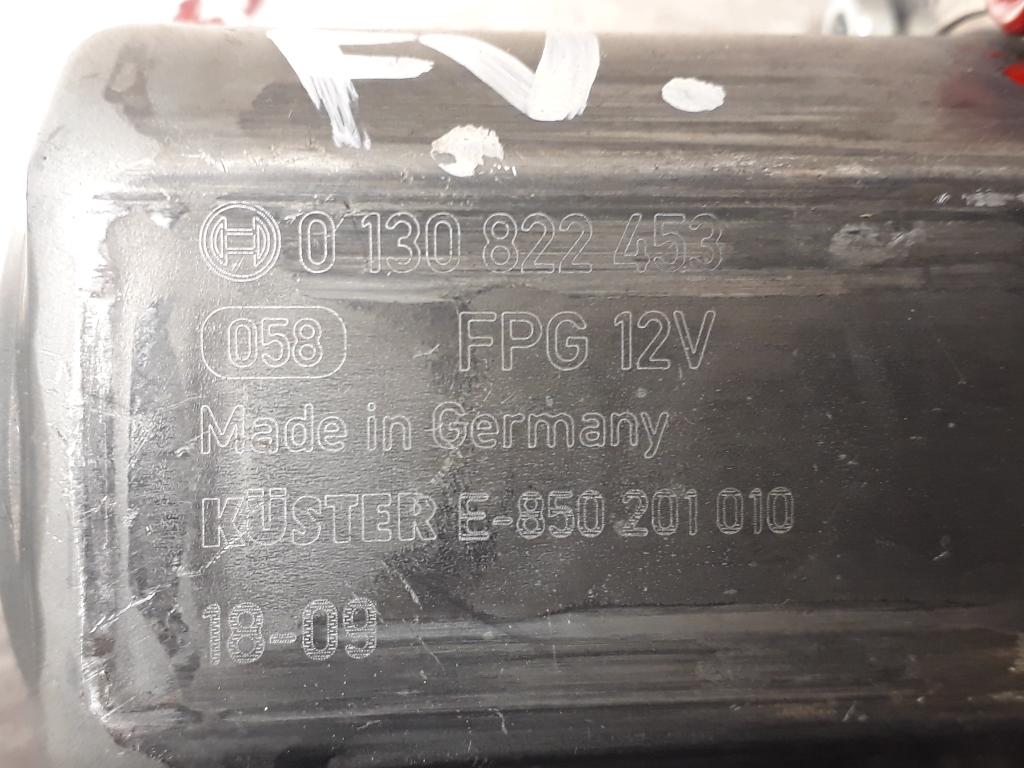 0 130 822 453
058 FPG 12V
Made in Germany
KÜSTER E-850 201 010
18-09